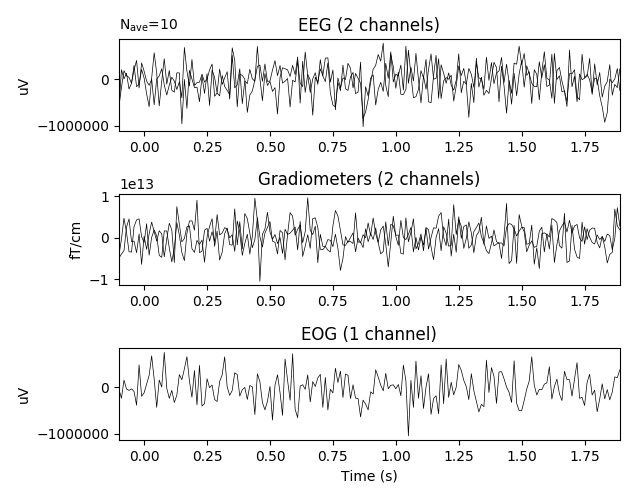 Nave=10
EEG (2 channels)
uV
0
−1000000
0.00 0.25 0.50 0.75 1.00 1.25 1.50 1.75
1e13
Gradiometers (2 channels)
fT/cm
1
0
−1
0.00 0.25 0.50 0.75 1.00 1.25 1.50 1.75
EOG (1 channel)
uV
0
−1000000
0.00 0.25 0.50 0.75 1.00 1.25 1.50 1.75
Time (s)